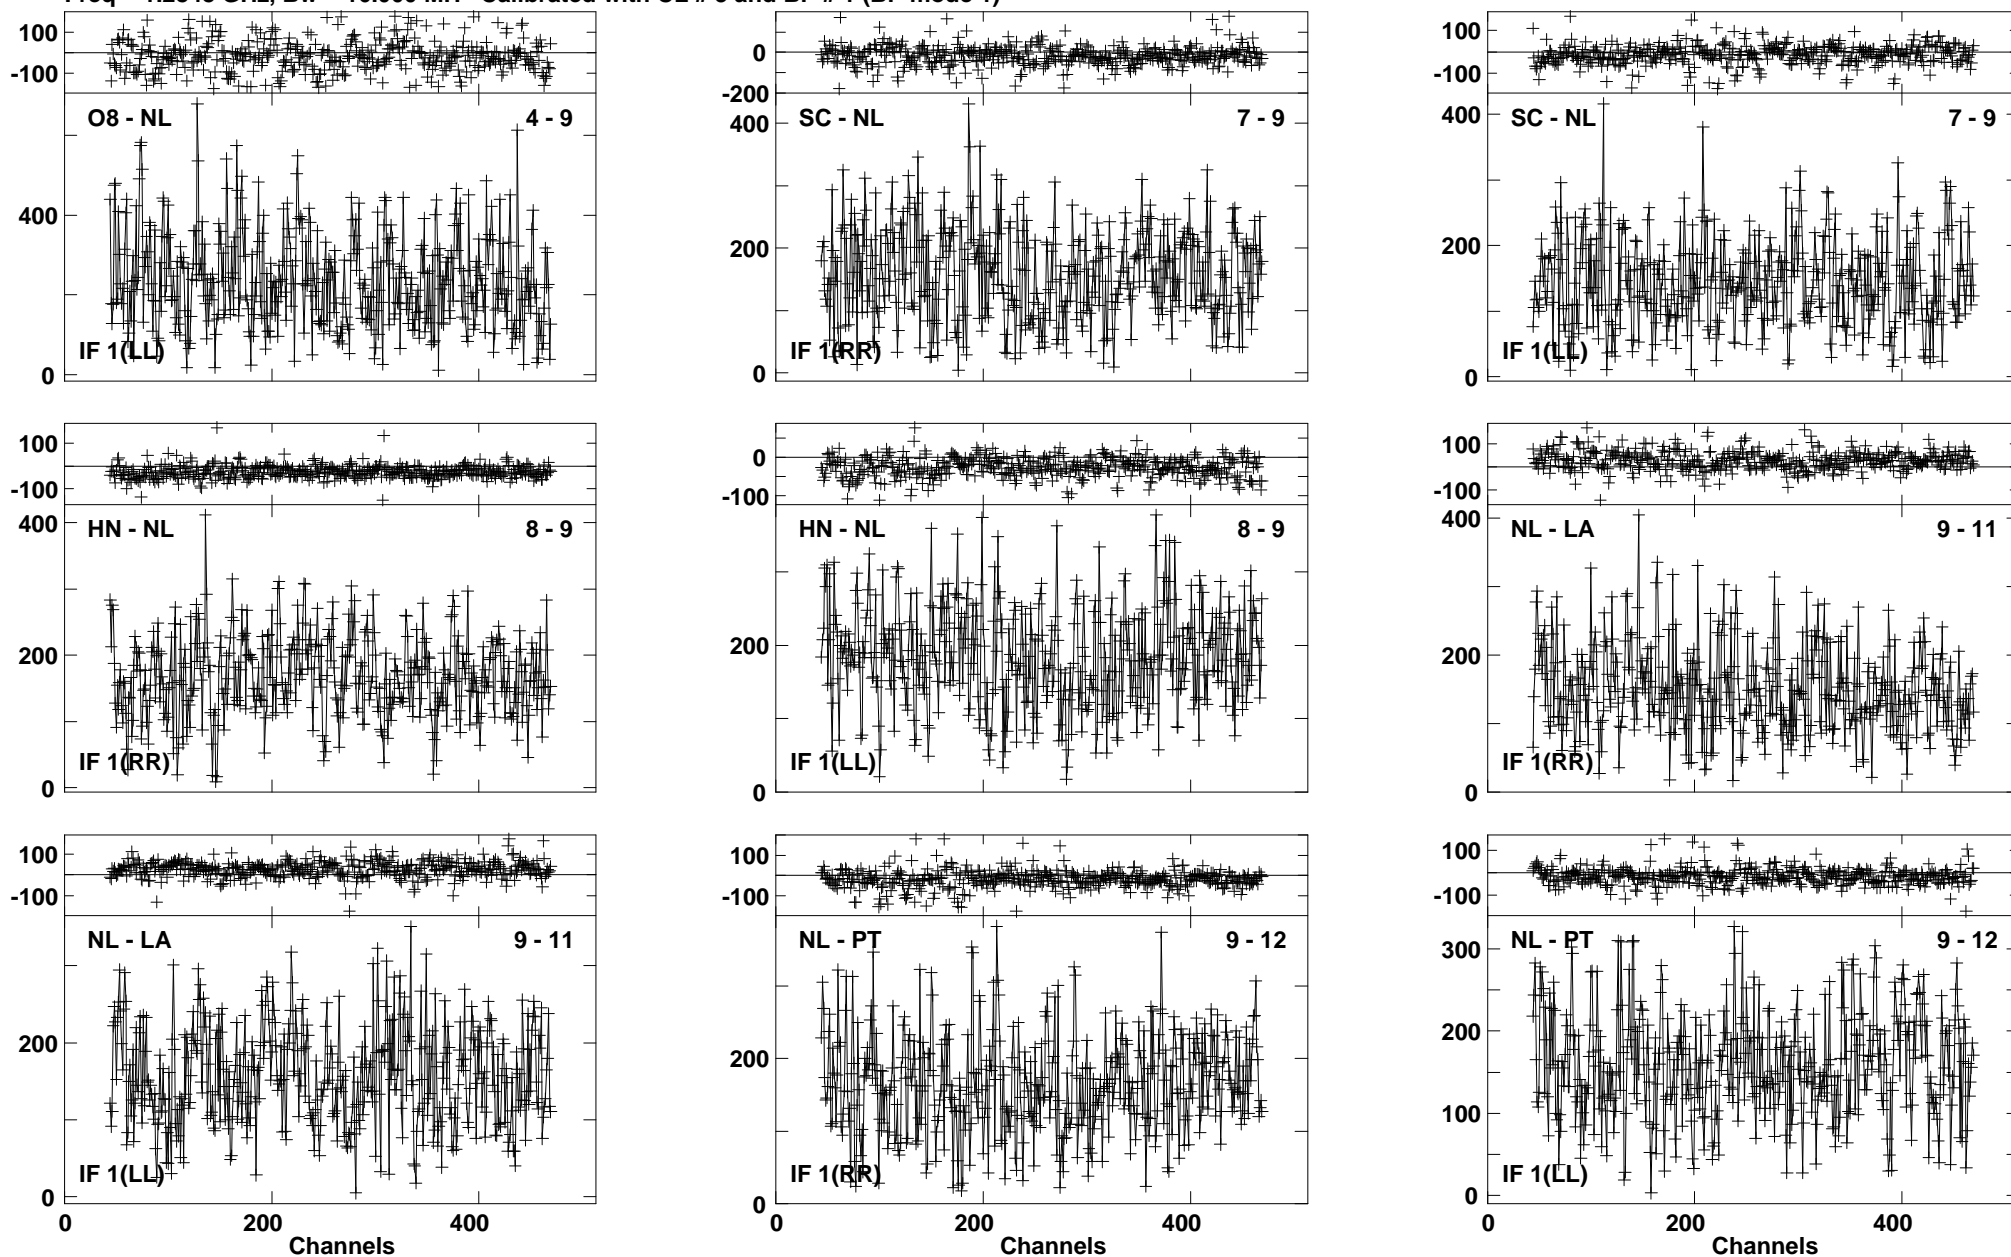 100
-100
O8 - NL 4 - 9
400
0
IF 1(LL)
0
-200
SC - NL 7 - 9
400
200
0
IF 1(RR)
100
-100
SC - NL 7 - 9
400
200
0
IF 1(LL)
100
-100
HN - NL 8 - 9
400
200
0
IF 1(RR)
0
-100
HN - NL 8 - 9
200
0
IF 1(LL)
100
-100
NL - LA 9 - 11
400
200
0
IF 1(RR)
100
-100
NL - LA 9 - 11
200
0
IF 1(LL)
0 200 400
Channels
100
-100
NL - PT 9 - 12
200
0
IF 1(RR)
0 200 400
Channels
100
-100
NL - PT 9 - 12
300
200
100
0
IF 1(LL)
0 200 400
Channels